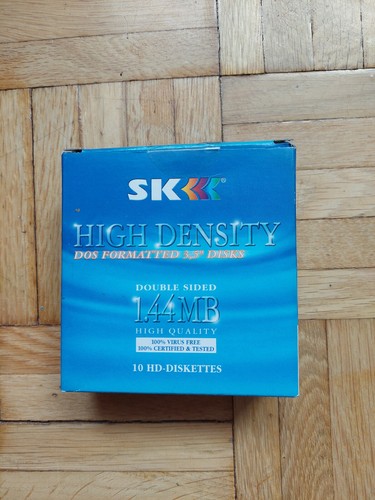 SK®
HIGH DENSITY
DOS FORMATTED 3,5" DISKS
DOUBLE SIDED
1.44MB
HIGH QUALITY
100% VIRUS FREE
100% CERTIFIED & TESTED
10 HD-DISKETTES